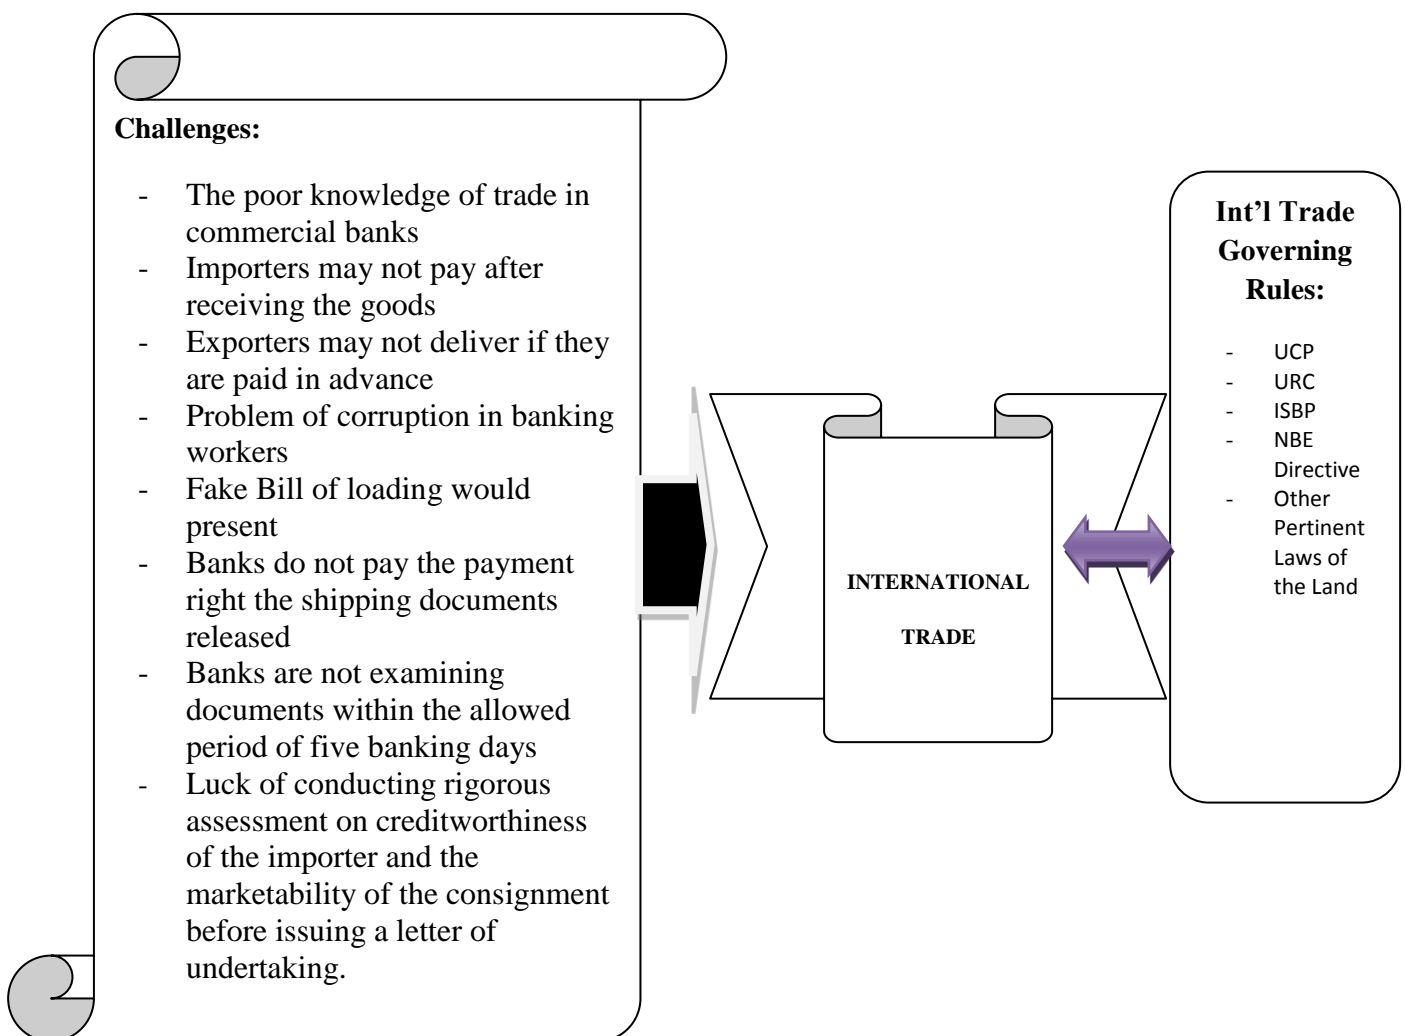 Challenges:
- The poor knowledge of trade in
commercial banks
- Importers may not pay after
receiving the goods
- Exporters may not deliver if they
are paid in advance
- Problem of corruption in banking
workers
- Fake Bill of loading would
present
- Banks do not pay the payment
right the shipping documents
released
- Banks are not examining
documents within the allowed
period of five banking days
- Luck of conducting rigorous
assessment on creditworthiness
of the importer and the
marketability of the consignment
before issuing a letter of
undertaking.
INTERNATIONAL
TRADE
Int’l Trade
Governing
Rules:
- UCP
- URC
- ISBP
- NBE
Directive
- Other
Pertinent
Laws of
the Land